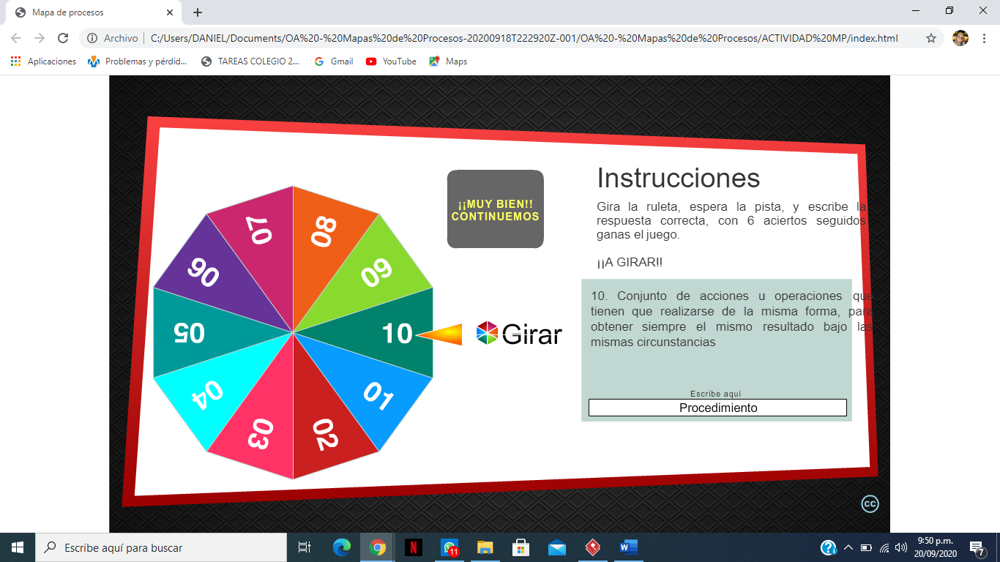 Mapa de procesos
Archivo
C:/Users/DANIEL/Documents/OA%20-%20Mapas%20de%20Procesos-20200918T222920Z-001/OA%20-%20Mapas%20de%20Procesos/ACTIVIDAD%20MP/index.html
Aplicaciones
Problemas y pérdid...
TAREAS COLEGIO 2...
Gmail
YouTube
Maps
07
08
06
09
05
10
04
01
03
02
¡¡MUY BIEN!!
CONTINUEMOS
Girar
Instrucciones
Gira la ruleta, espera la pista, y escribe la
respuesta correcta, con 6 aciertos seguidos
ganas el juego.
¡¡A GIRAR!!
10. Conjunto de acciones u operaciones que
tienen que realizarse de la misma forma, para
obtener siempre el mismo resultado bajo las
mismas circunstancias
Escribe aquí
Procedimiento
cc
Escribe aquí para buscar
11
9:50 p.m.
20/09/2020
7